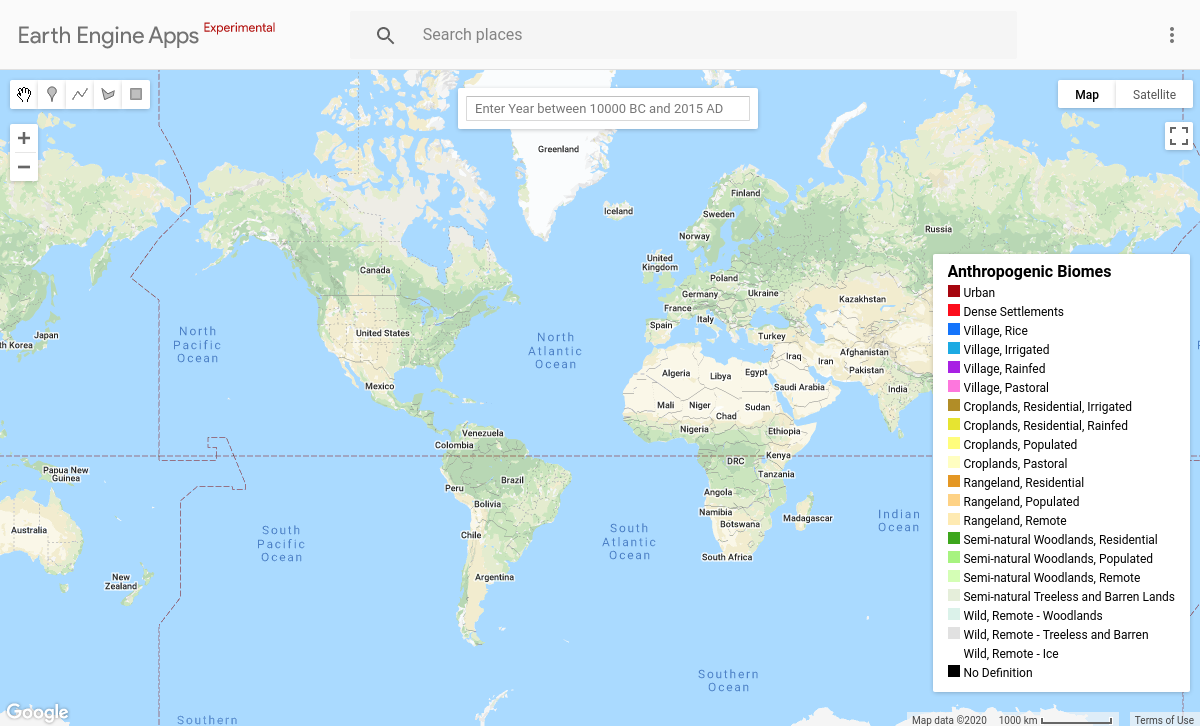 Earth Engine Apps Experimental
Search places
Enter Year between 10000 BC and 2015 AD
Map
Satellite
Greenland
Iceland
Finland
Sweden
Norway
Russia
United
Kingdom
Canada
Poland
Germany
Ukraine
France
Kazakhstan
Italy
Spain
Turkey
United States
Japan
th Korea
North
Pacific
Ocean
North
Atlantic
Ocean
Iraq
Iran
Afghanistan
Pakistan
Algeria
Libya
Egypt
Saudi Arabia
India
Mexico
Mali
Niger
Chad
Sudan
Nigeria
Ethiopia
Venezuela
Colombia
DRC
Kenya
Tanzania
Papua New
Guinea
Peru
Brazil
Bolivia
Angola
Namibia
Botswana
Madagascar
Indian
Ocean
Australia
South
Pacific
Ocean
Chile
South
Atlantic
Ocean
South Africa
New
Zealand
Argentina
Southern
Ocean
Southern
Anthropogenic Biomes
Urban
Dense Settlements
Village, Rice
Village, Irrigated
Village, Rainfed
Village, Pastoral
Croplands, Residential, Irrigated
Croplands, Residential, Rainfed
Croplands, Populated
Croplands, Pastoral
Rangeland, Residential
Rangeland, Populated
Rangeland, Remote
Semi-natural Woodlands, Residential
Semi-natural Woodlands, Populated
Semi-natural Woodlands, Remote
Semi-natural Treeless and Barren Lands
Wild, Remote - Woodlands
Wild, Remote - Treeless and Barren
Wild, Remote - Ice
No Definition
Google
Map data ©2020
1000 km
Terms of Use